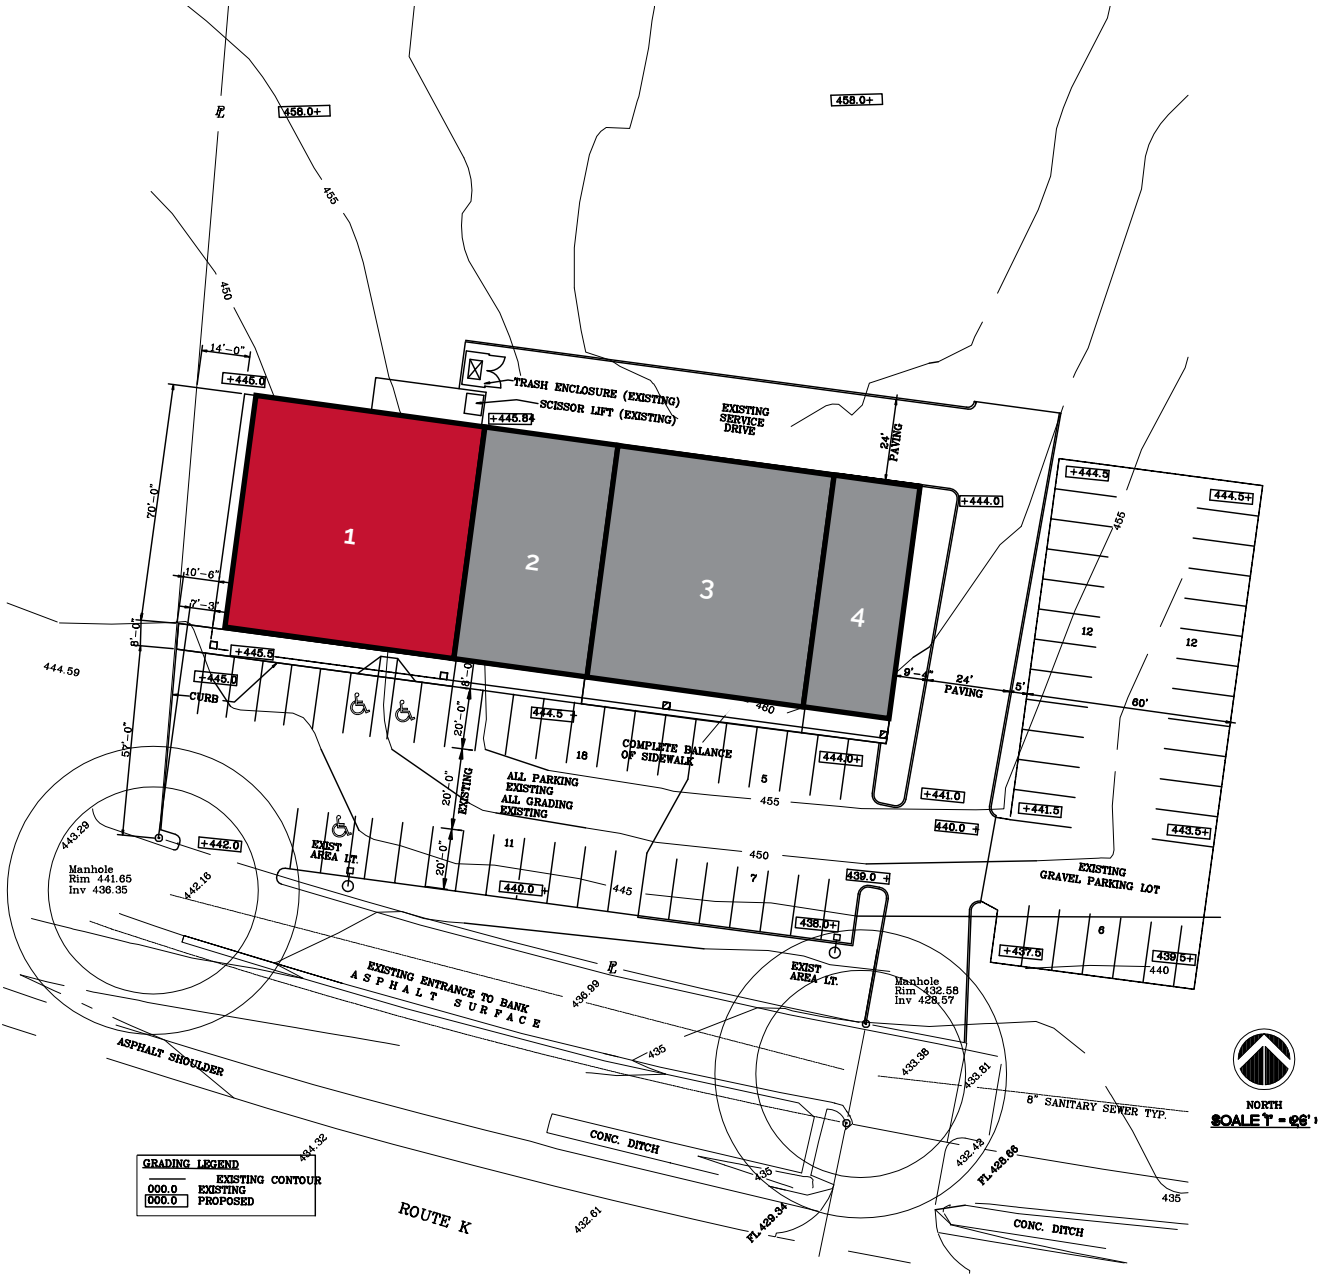 458.0+
458.0+
PL
455
450
14'-0"
+445.0
TRASH ENCLOSURE (EXISTING)
SCISSOR LIFT (EXISTING)
+445.84
EXISTING
SERVICE
DRIVE
24'
PAVING
+444.0
+444.5
444.5+
455
70'-0"
1
2
3
4
10'-6"
7'-3"
8'-0"
+445.5
+445.0
CURB
444.59
12
12
9'-4"
24'
PAVING
5'
60'
8'-0
20'-0"
444.5 +
460
18
COMPLETE BALANCE
OF SIDEWALK
444.0+
5
ALL PARKING
EXISTING
ALL GRADING
EXISTING
20'-0"
EXISTING
455
+441.0
440.0 +
+441.5
443.5+
443.29
+442.0
EXIST
AREA LT.
11
20'-0"
450
Manhole
Rim 441.65
Inv 436.35
442.16
440.0 +
445
7
439.0 +
EXISTING
GRAVEL PARKING LOT
438.0+
6
+437.5
439.5+
440
EXISTING ENTRANCE TO BANK
ASPHALT SURFACE
PL
436.99
EXIST
AREA LT.
Manhole
Rim 432.58
Inv 428.57
ASPHALT SHOULDER
435
433.38
433.81
8" SANITARY SEWER TYP.
NORTH
CONC. DITCH
432.42
FL 428.66
435
435
434.32
GRADING LEGEND
EXISTING CONTOUR
000.0 EXISTING
000.0 PROPOSED
ROUTE K
432.61
FL 429.34
CONC. DITCH